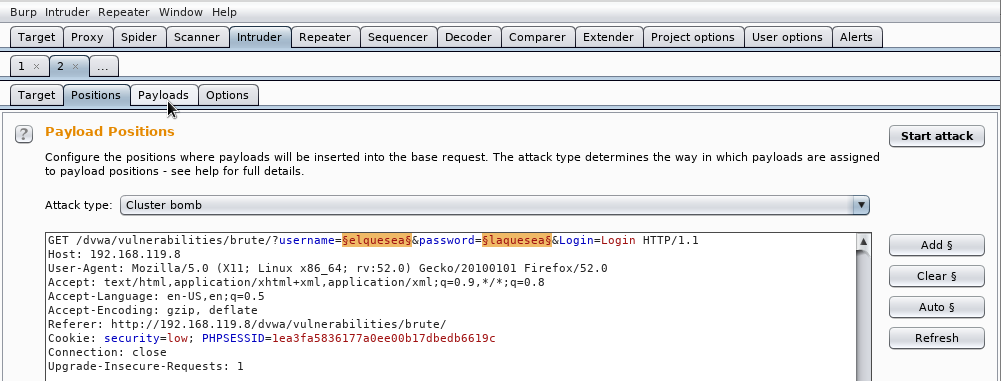 Burp Intruder Repeater Window Help
Target Proxy Spider Scanner Intruder Repeater Sequencer Decoder Comparer Extender Project options User options Alerts
1 × 2 × ...
Target Positions Payloads Options
? Payload Positions Start attack
Configure the positions where payloads will be inserted into the base request. The attack type determines the way in which payloads are assigned
to payload positions - see help for full details.
Attack type: Cluster bomb
GET /dvwa/vulnerabilities/brute/?username=§elquesea§&password=§laquesea§&Login=Login HTTP/1.1
Host: 192.168.119.8
User-Agent: Mozilla/5.0 (X11; Linux x86_64; rv:52.0) Gecko/20100101 Firefox/52.0
Accept: text/html,application/xhtml+xml,application/xml;q=0.9,*/*;q=0.8
Accept-Language: en-US,en;q=0.5
Accept-Encoding: gzip, deflate
Referer: http://192.168.119.8/dvwa/vulnerabilities/brute/
Cookie: security=low; PHPSESSID=1ea3fa5836177a0ee00b17dbedb6619c
Connection: close
Upgrade-Insecure-Requests: 1
Add §
Clear §
Auto §
Refresh